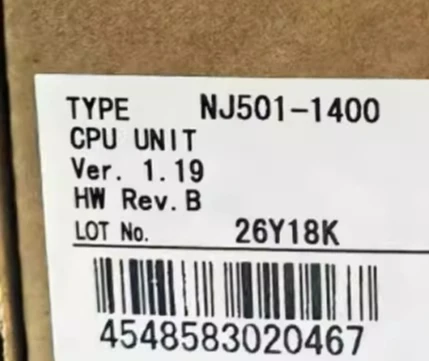 TYPE NJ501-1400
CPU UNIT
Ver. 1.19
HW Rev.B
LOT No. 26Y18K
4548583020467